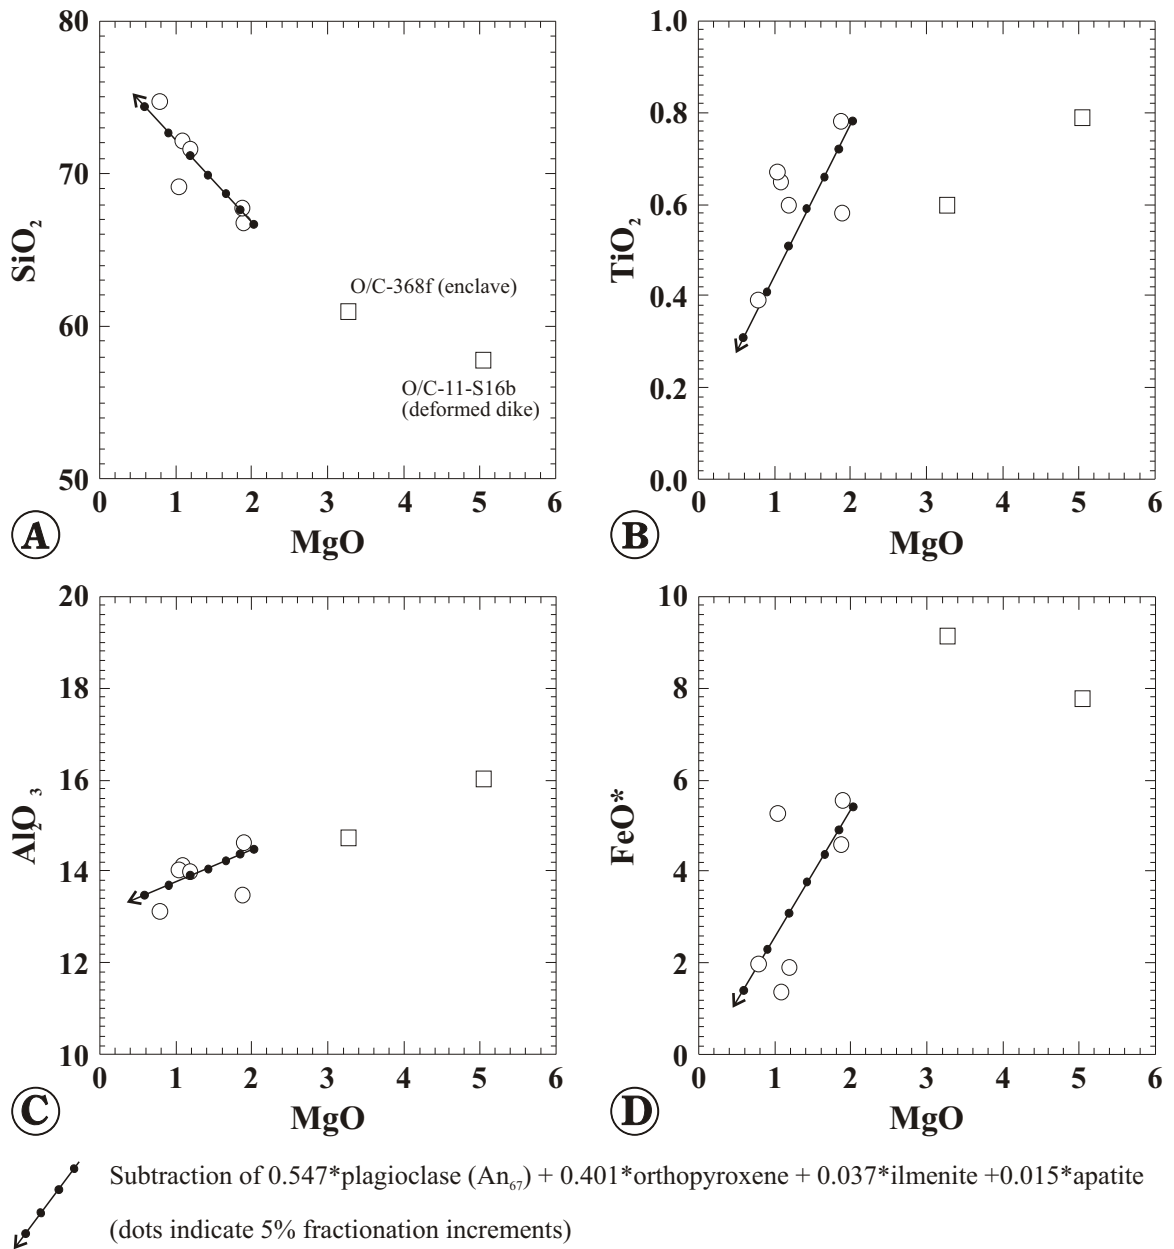 80
70
60
50
SiO₂
O/C-368f (enclave)
O/C-11-S16b
(deformed dike)
0 1 2 3 4 5 6
MgO
A
1.0
0.8
0.6
0.4
0.2
0.0
TiO₂
0 1 2 3 4 5 6
MgO
B
20
18
16
14
12
10
Al₂O₃
0 1 2 3 4 5 6
MgO
C
10
8
6
4
2
0
FeO*
0 1 2 3 4 5 6
MgO
D
Subtraction of 0.547*plagioclase (An₆₇) + 0.401*orthopyroxene + 0.037*ilmenite +0.015*apatite
(dots indicate 5% fractionation increments)